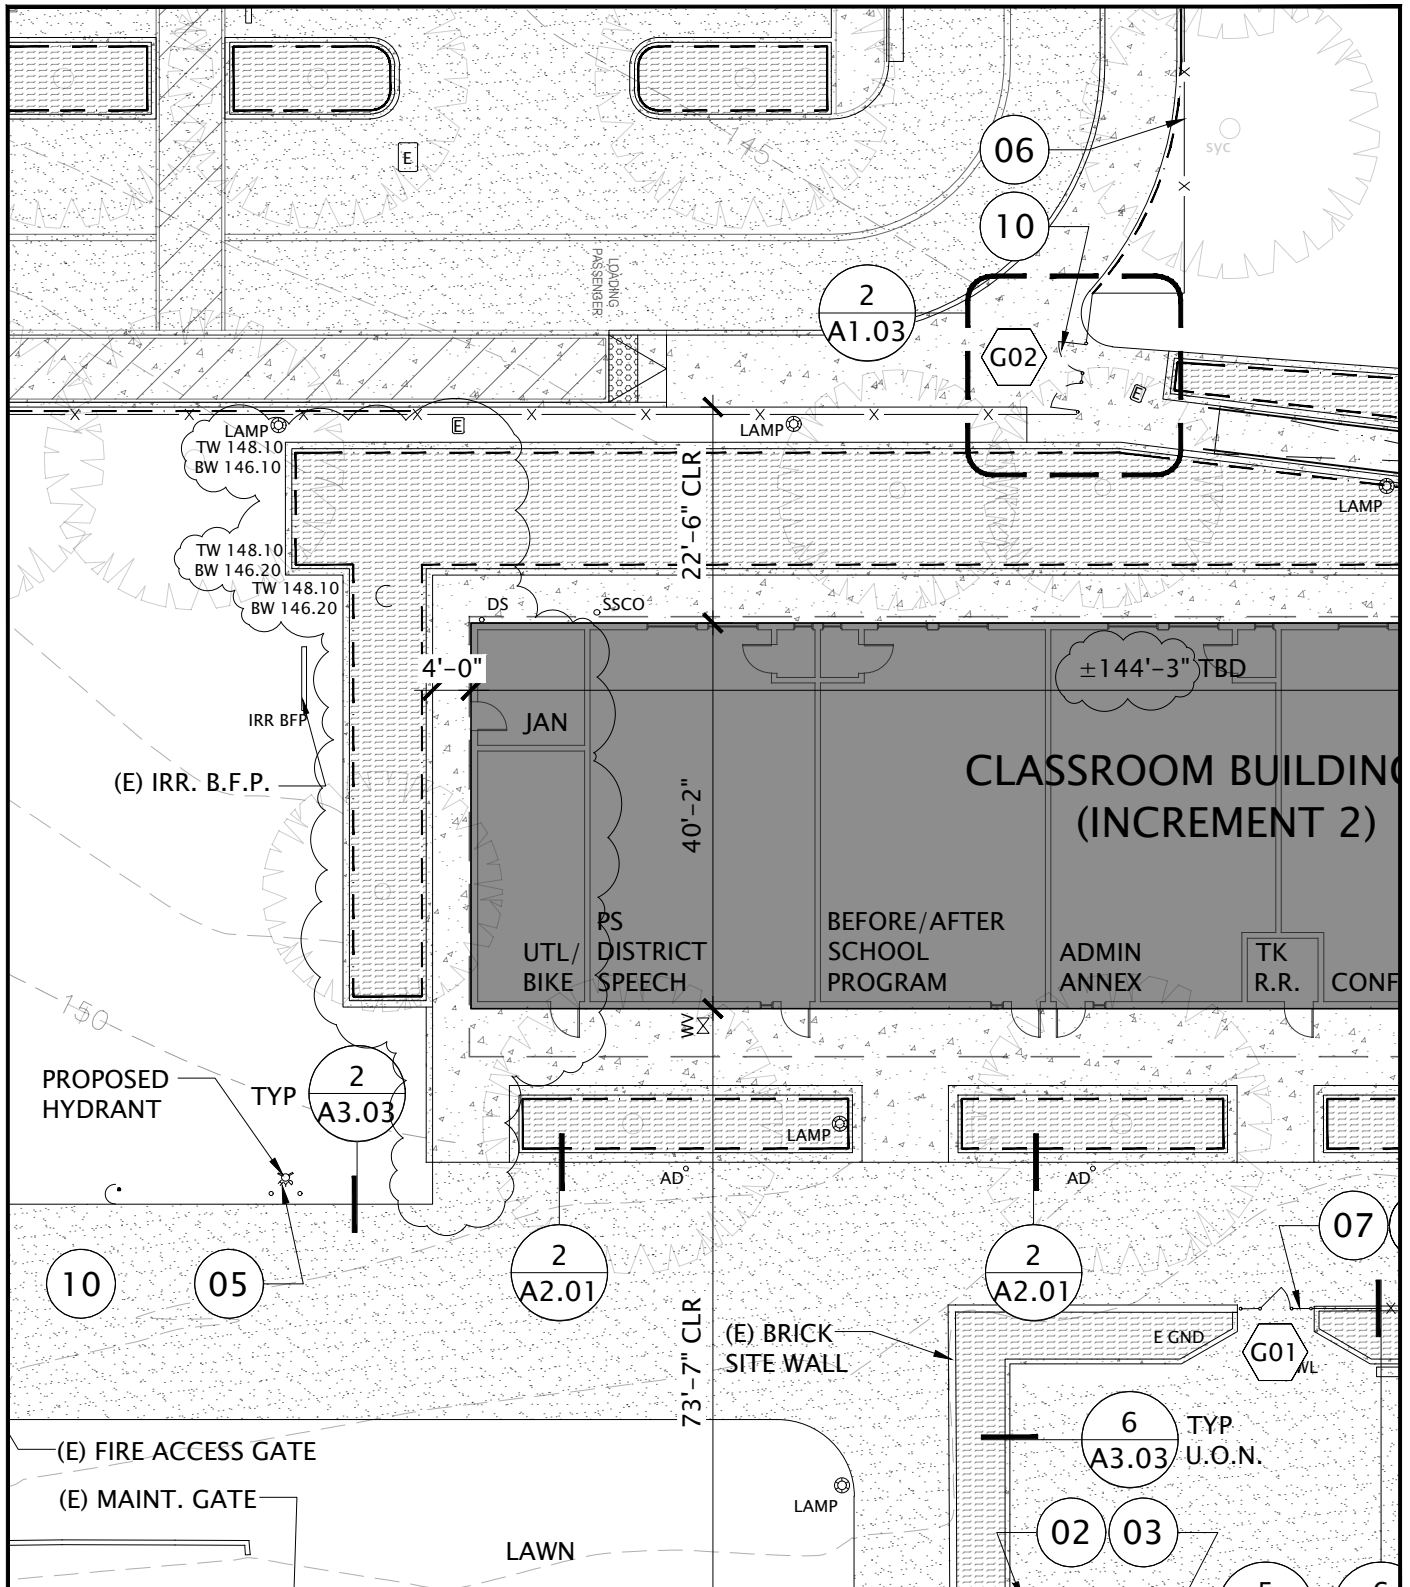 E
145
syc
06
10
LOADING
PASSENGER
2
A1.03
G02
E
LAMP
TW 148.10
BW 146.10
E
LAMP
22'-6" CLR
LAMP
TW 148.10
BW 146.20
TW 148.10
BW 146.20
DS
SSCO
4'-0"
±144'-3" TBD
IRR BFP
JAN
(E) IRR. B.F.P.
CLASSROOM BUILDING
(INCREMENT 2)
40'-2"
UTL/
BIKE
PS
DISTRICT
SPEECH
BEFORE/AFTER
SCHOOL
PROGRAM
ADMIN
ANNEX
TK
R.R.
CONF
150
WV
PROPOSED
HYDRANT
TYP
2
A3.03
LAMP
AD
AD
10
05
2
A2.01
2
A2.01
07
73'-7" CLR
(E) BRICK
SITE WALL
E GND
G01
WL
6
A3.03
TYP
U.O.N.
(E) FIRE ACCESS GATE
(E) MAINT. GATE
LAMP
LAWN
02
03